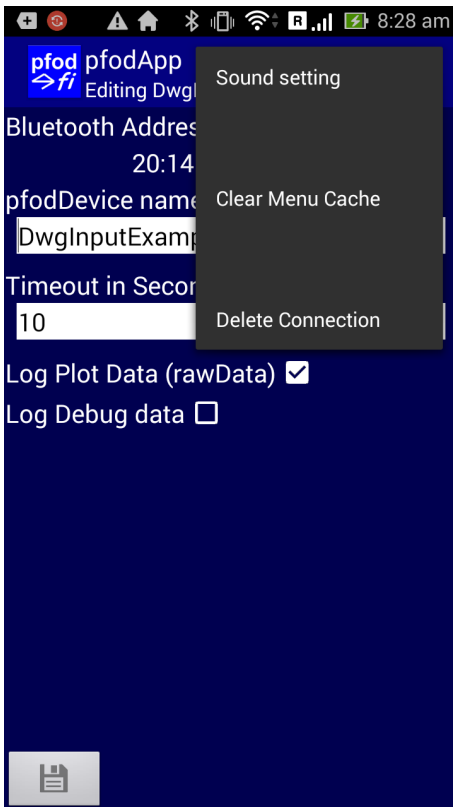 R 8:28 am
pfod
fi
pfodApp
Editing Dwg
Sound setting
Bluetooth Addres
20:14
Clear Menu Cache
pfodDevice name
DwgInputExamp
Timeout in Secon
10
Delete Connection
Log Plot Data (rawData)
Log Debug data